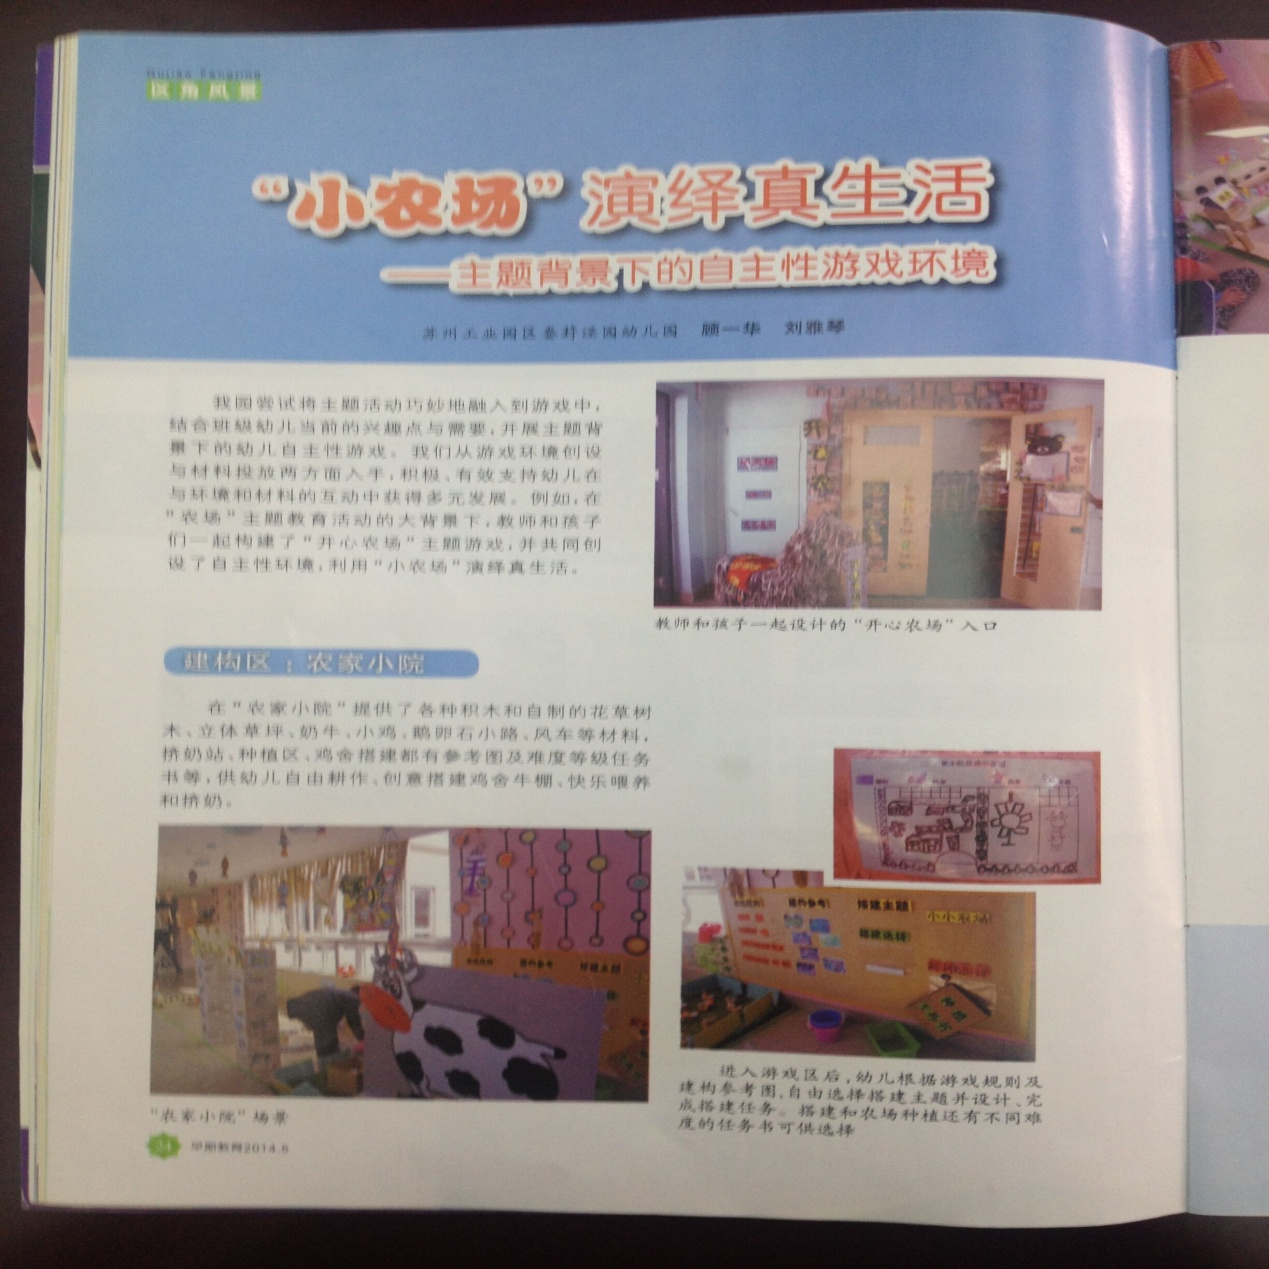 区角风景
“小农场”演绎真生活
——主题背景下的自主性游戏环境
顾一华 刘雅琴
我园尝试将主题活动巧妙地融入到游戏中,
结合班级幼儿当前的兴趣点与需要,开展主题背
景下的幼儿自主性游戏。我们从游戏环境创设
与材料投放两方面入手,积极、有效支持幼儿在
与环境和材料的互动中获得多元发展。例如,在
“农场”主题教育活动的大背景下,教师和孩子
们一起构建了“开心农场”主题游戏,并共同创
设了自主性环境,利用“小农场”演绎真生活。
教师和孩子一起设计的“开心农场”入口
建构区:农家小院
在“农家小院”提供了各种积木和自制的花草树
木、立体草坪、奶牛、小鸡、鹅卵石小路、风车等材料,
挤奶站、种植区、鸡舍搭建都有参考图及难度等级任务
书等,供幼儿自由耕作、创意搭建鸡舍牛棚、快乐喂养
和挤奶。
建构参考 搭建主题
搭建选择
“农家小院”场景
进入游戏区后,幼儿根据游戏规则及
建构参考图,自由选择搭建主题并设计、完
成搭建任务。搭建和农场种植还有不同难
度的任务书可供选择
24 早期教育2014.5